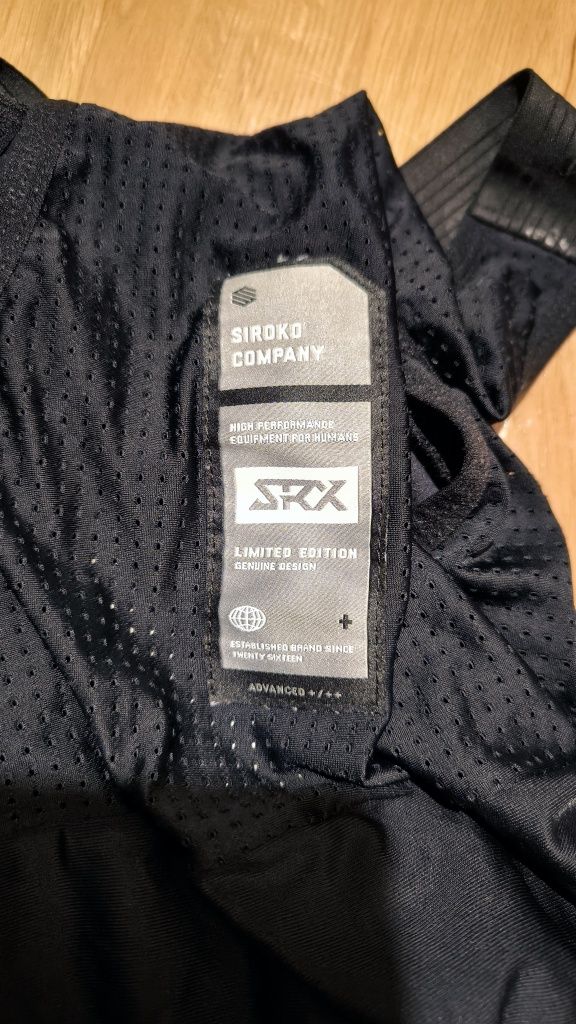 SIROKO
COMPANY
HIGH PERFORMANCE
EQUIPMENT FOR HUMANS
SRX
LIMITED EDITION
GENUINE DESIGN
+
ESTABLISHED BRAND SINCE
TWENTY SIXTEEN
ADVANCED +/++